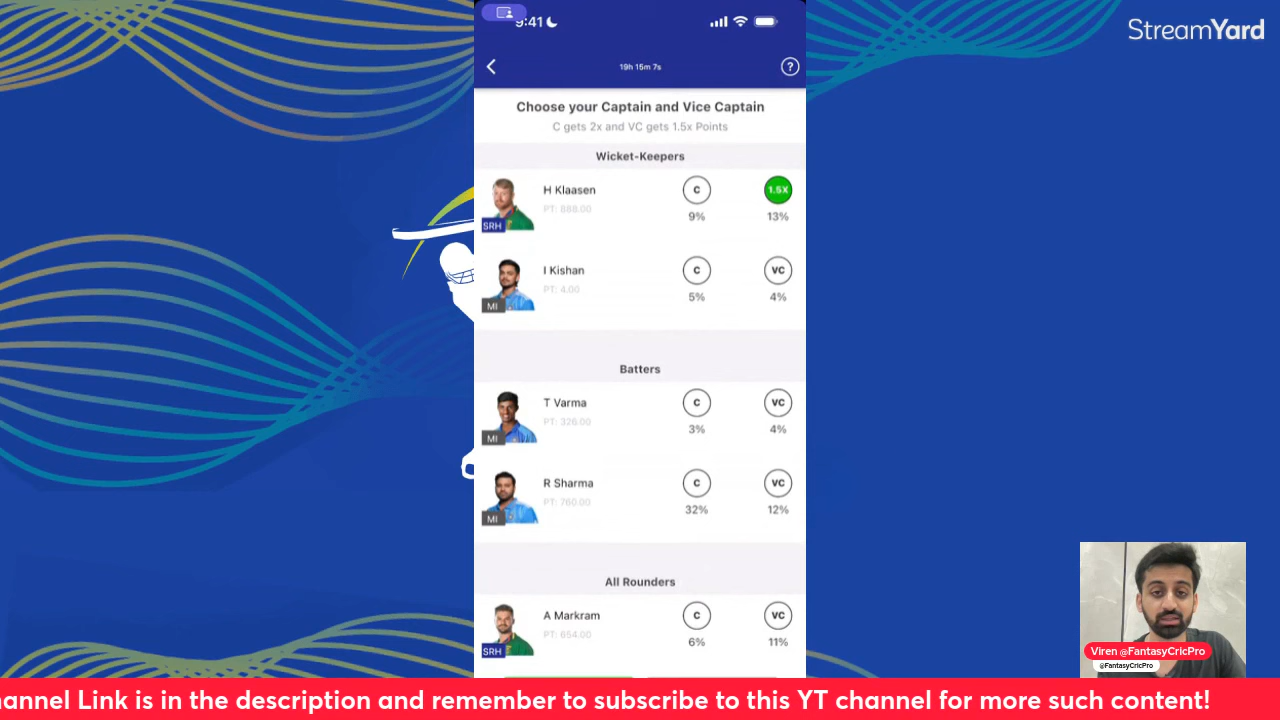 9:41
StreamYard
19h 15m 7s
?
Choose your Captain and Vice Captain
C gets 2x and VC gets 1.5x Points
Wicket-Keepers
H Klaasen
PT: 888.00
SRH
C
9%
1.5X
13%
I Kishan
PT: 4.00
MI
C
5%
VC
4%
Batters
T Varma
PT: 326.00
MI
C
3%
VC
4%
R Sharma
PT: 760.00
MI
C
32%
VC
12%
All Rounders
A Markram
PT: 654.00
SRH
C
6%
VC
11%
Viren @FantasyCricPro
@FantasyCricPro
annel Link is in the description and remember to subscribe to this YT channel for more such content!